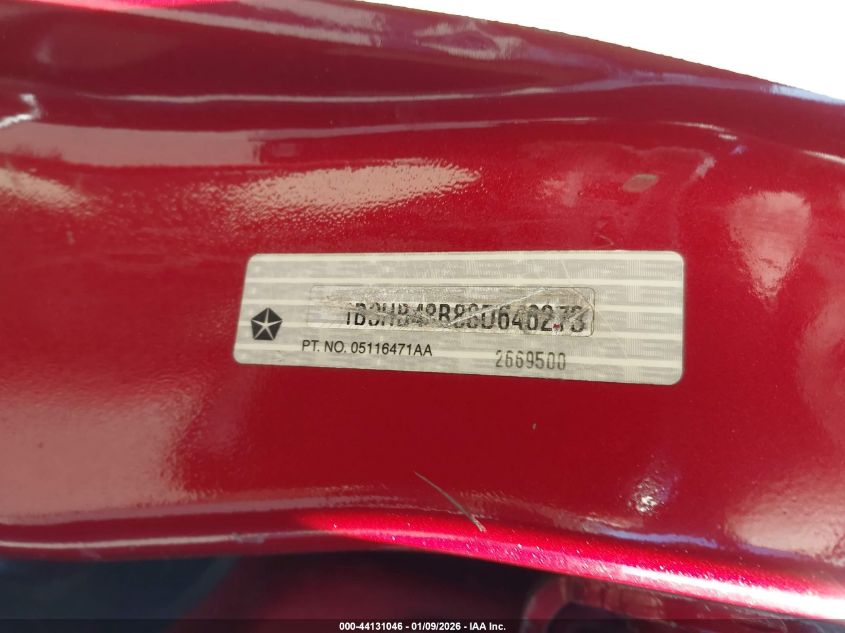 1B3HB48B88D646273
PT. NO. 05116471AA
2669500
000-44131046 - 01/09/2026 - IAA Inc.